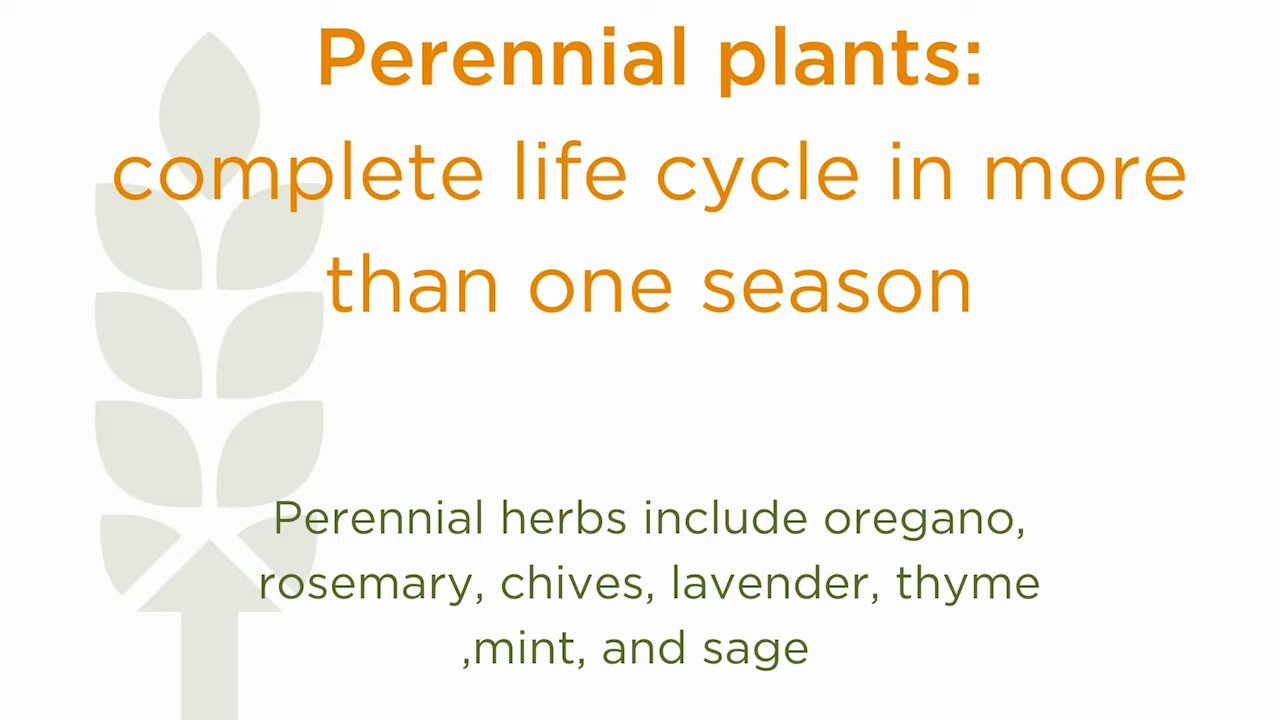 Perennial plants:
complete life cycle in more
than one season
Perennial herbs include oregano,
rosemary, chives, lavender, thyme
,mint, and sage